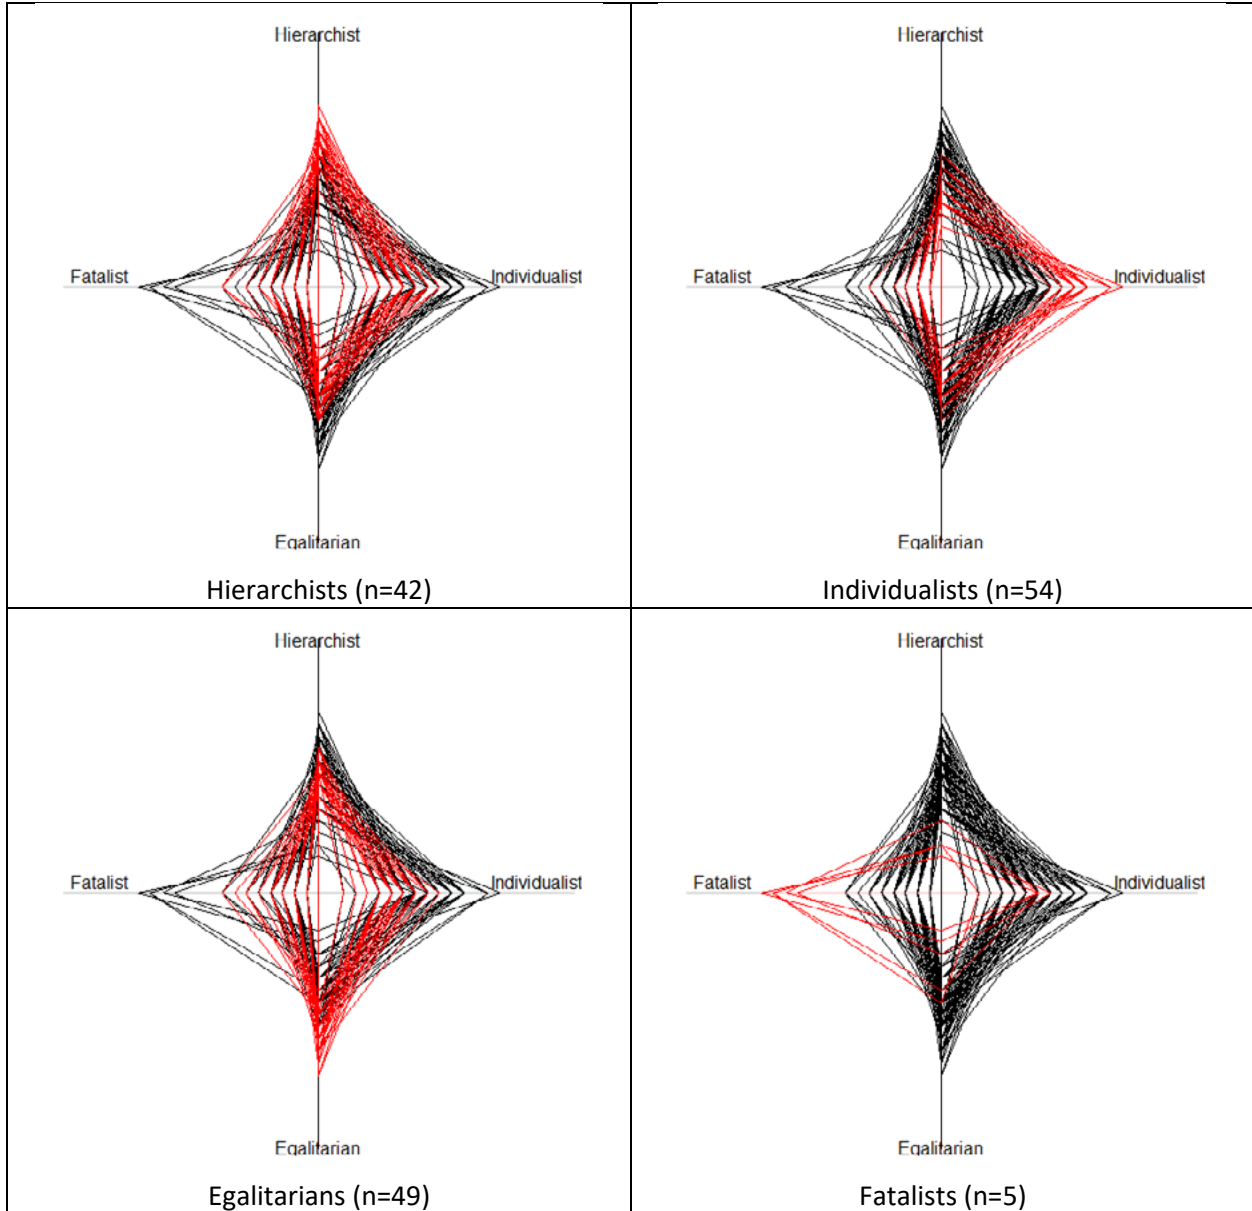 Hierarchist
Fatalist
Individualist
Egalitarian
Hierarchists (n=42)
Hierarchist
Fatalist
Individualist
Egalitarian
Individualists (n=54)
Hierarchist
Fatalist
Individualist
Egalitarian
Egalitarians (n=49)
Hierarchist
Fatalist
Individualist
Egalitarian
Fatalists (n=5)